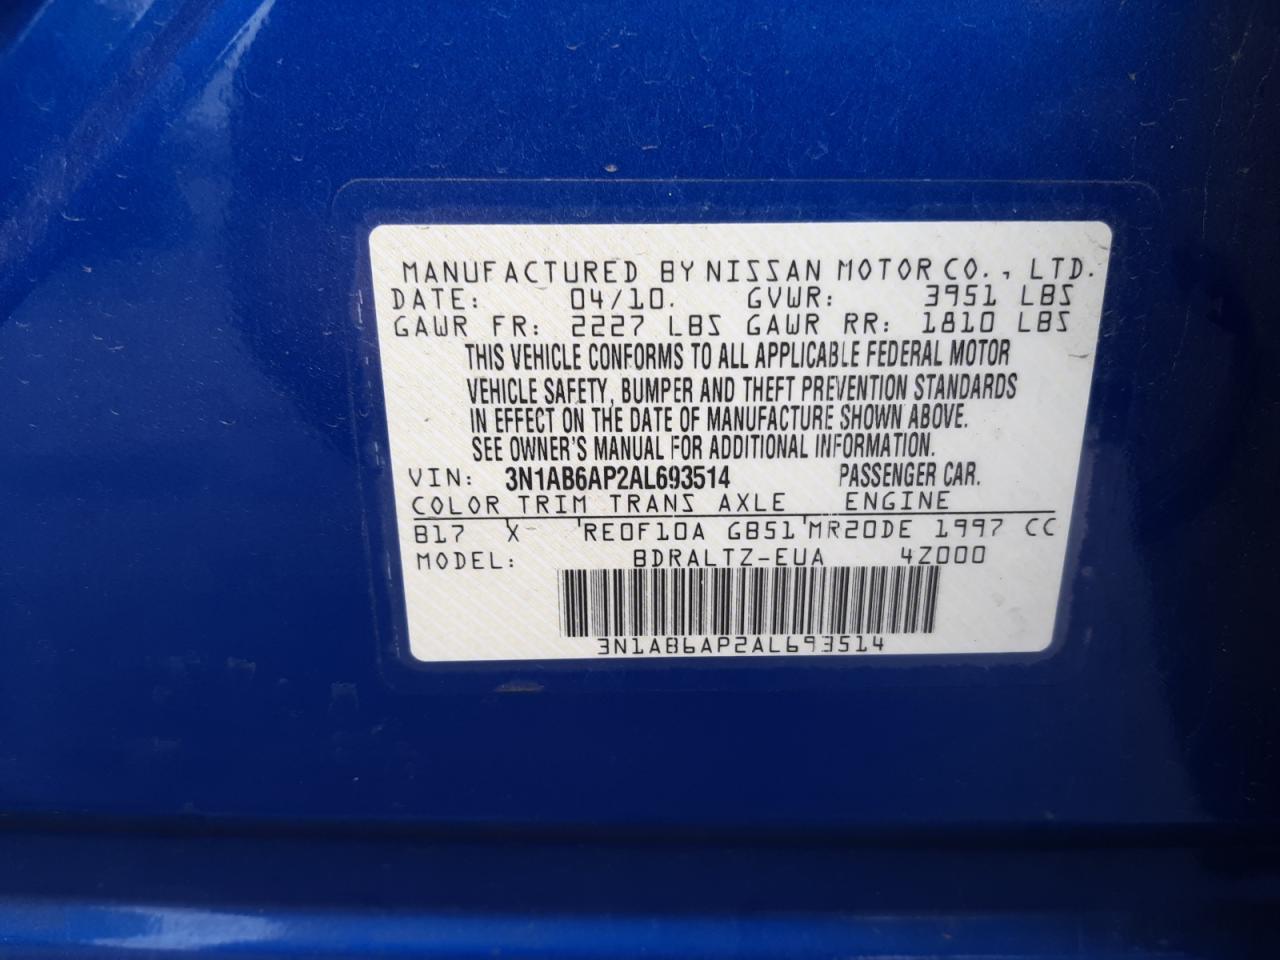 MANUFACTURED BY NISSAN MOTOR CO., LTD.
DATE: 04/10. GVWR: 3951 LBS
GAWR FR: 2227 LBS GAWR RR: 1810 LBS
THIS VEHICLE CONFORMS TO ALL APPLICABLE FEDERAL MOTOR
VEHICLE SAFETY, BUMPER AND THEFT PREVENTION STANDARDS
IN EFFECT ON THE DATE OF MANUFACTURE SHOWN ABOVE.
SEE OWNER'S MANUAL FOR ADDITIONAL INFORMATION.
VIN: 3N1AB6AP2AL693514 PASSENGER CAR.
COLOR TRIM TRANS AXLE ENGINE
B17 X RE0F10A GB51 MR20DE 1997 CC
MODEL: BDRALTZ-EUA 4Z000
3N1AB6AP2AL693514